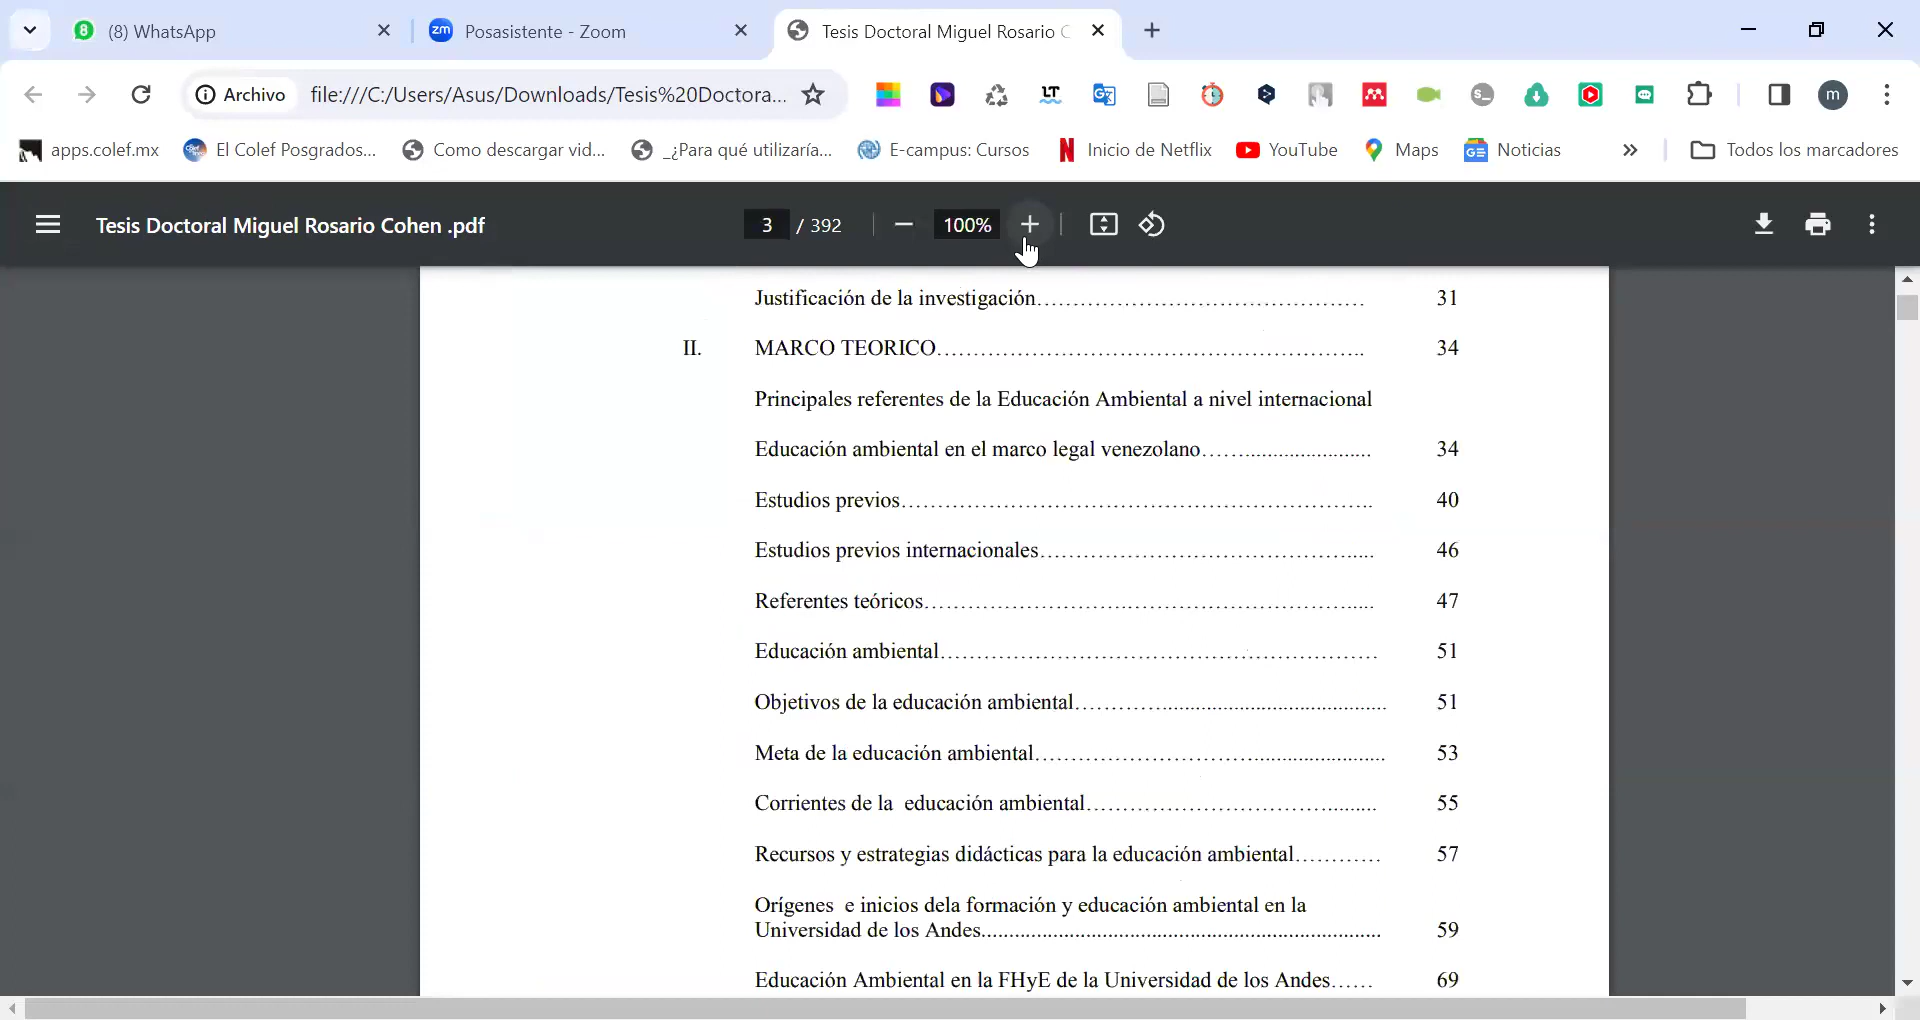 (8) WhatsApp
Posasistente - Zoom
Tesis Doctoral Miguel Rosario C
Archivo file:///C:/Users/Asus/Downloads/Tesis%20Doctora...
apps.colef.mx El Colef Posgrados... Como descargar vid... _¿Para qué utilizaría... E-campus: Cursos Inicio de Netflix YouTube Maps Noticias Todos los marcadores
Tesis Doctoral Miguel Rosario Cohen .pdf 3 / 392 100%
Justificación de la investigación........................................... 31
II. MARCO TEORICO......................................................... 34
Principales referentes de la Educación Ambiental a nivel internacional
Educación ambiental en el marco legal venezolano............................ 34
Estudios previos............................................................... 40
Estudios previos internacionales............................................. 46
Referentes teóricos............................................................ 47
Educación ambiental.......................................................... 51
Objetivos de la educación ambiental.................................................... 51
Meta de la educación ambiental...................................................... 53
Corrientes de la  educación ambiental.......................................... 55
Recursos y estrategias didácticas para la educación ambiental............ 57
Orígenes  e inicios dela formación y educación ambiental en la
Universidad de los Andes.................................................................... 59
Educación Ambiental en la FHyE de la Universidad de los Andes...... 69